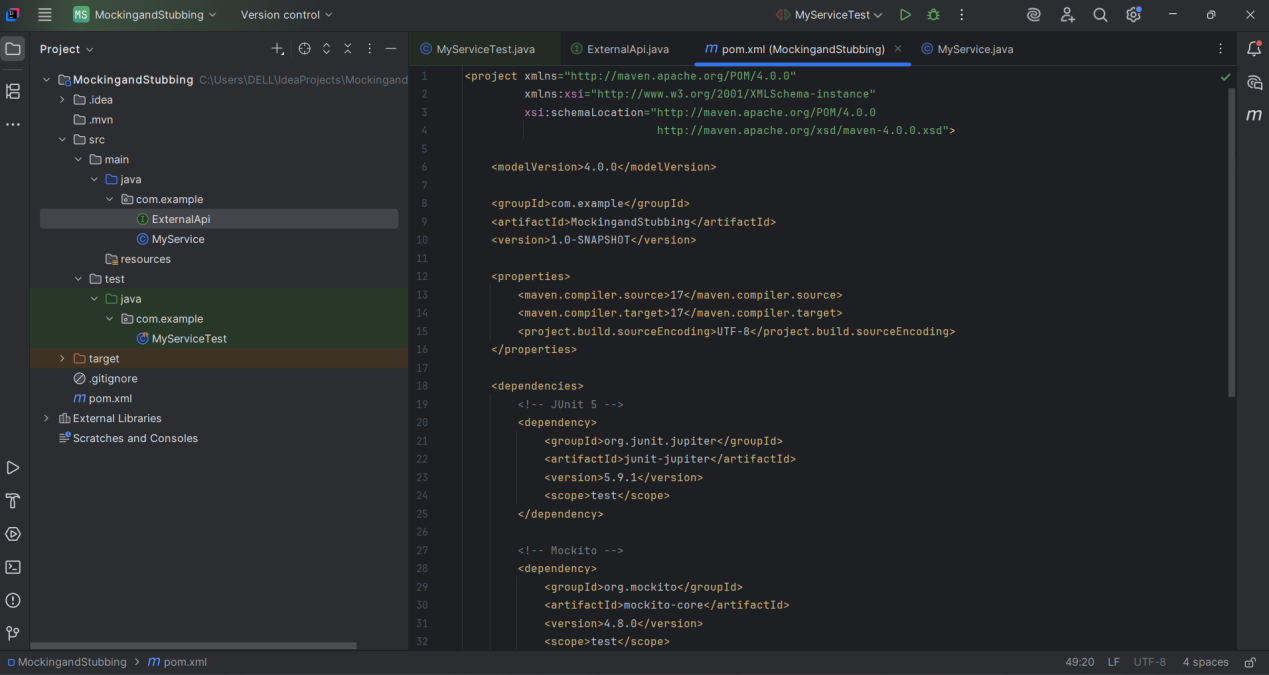 MS MockingandStubbing Version control MyServiceTest
Project
MyServiceTest.java ExternalApi.java m pom.xml (MockingandStubbing) MyService.java
MockingandStubbing C:\Users\DELL\IdeaProjects\Mockingand
.idea
.mvn
src
main
java
com.example
ExternalApi
MyService
resources
test
java
com.example
MyServiceTest
target
.gitignore
m pom.xml
External Libraries
Scratches and Consoles
1 <project xmlns="http://maven.apache.org/POM/4.0.0"
2 xmlns:xsi="http://www.w3.org/2001/XMLSchema-instance"
3 xsi:schemaLocation="http://maven.apache.org/POM/4.0.0
4 http://maven.apache.org/xsd/maven-4.0.0.xsd">
5
6 <modelVersion>4.0.0</modelVersion>
7
8 <groupId>com.example</groupId>
9 <artifactId>MockingandStubbing</artifactId>
10 <version>1.0-SNAPSHOT</version>
11
12 <properties>
13 <maven.compiler.source>17</maven.compiler.source>
14 <maven.compiler.target>17</maven.compiler.target>
15 <project.build.sourceEncoding>UTF-8</project.build.sourceEncoding>
16 </properties>
17
18 <dependencies>
19 <!-- JUnit 5 -->
20 <dependency>
21 <groupId>org.junit.jupiter</groupId>
22 <artifactId>junit-jupiter</artifactId>
23 <version>5.9.1</version>
24 <scope>test</scope>
25 </dependency>
26
27 <!-- Mockito -->
28 <dependency>
29 <groupId>org.mockito</groupId>
30 <artifactId>mockito-core</artifactId>
31 <version>4.8.0</version>
32 <scope>test</scope>
m
MockingandStubbing > m pom.xml 49:20 LF UTF-8 4 spaces